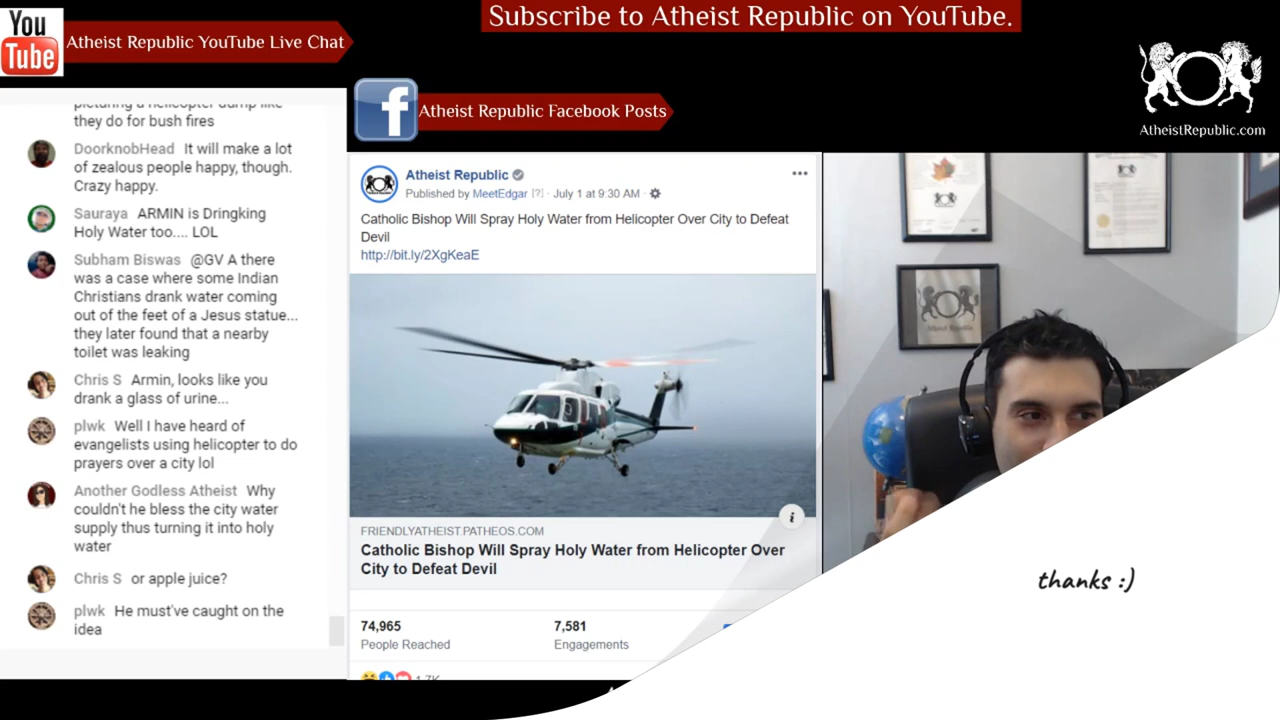 Subscribe to Atheist Republic on YouTube.
You
Tube
Atheist Republic YouTube Live Chat
AtheistRepublic.com
Atheist Republic Facebook Posts
picturing a helicopter dump like
they do for bush fires
DoorknobHead It will make a lot
of zealous people happy, though.
Crazy happy.
Sauraya ARMIN is Dringking
Holy Water too.... LOL
Subham Biswas @GV A there
was a case where some Indian
Christians drank water coming
out of the feet of a Jesus statue...
they later found that a nearby
toilet was leaking
Chris S Armin, looks like you
drank a glass of urine...
plwk Well I have heard of
evangelists using helicopter to do
prayers over a city lol
Another Godless Atheist Why
couldn't he bless the city water
supply thus turning it into holy
water
Chris S or apple juice?
plwk He must've caught on the
idea
Atheist Republic
Published by MeetEdgar [?] · July 1 at 9:30 AM ·
Catholic Bishop Will Spray Holy Water from Helicopter Over City to Defeat
Devil
http://bit.ly/2XgKeaE
FRIENDLYATHEIST.PATHEOS.COM
Catholic Bishop Will Spray Holy Water from Helicopter Over
City to Defeat Devil
74,965
People Reached
7,581
Engagements
1.7K
Atheist Republic
thanks :)